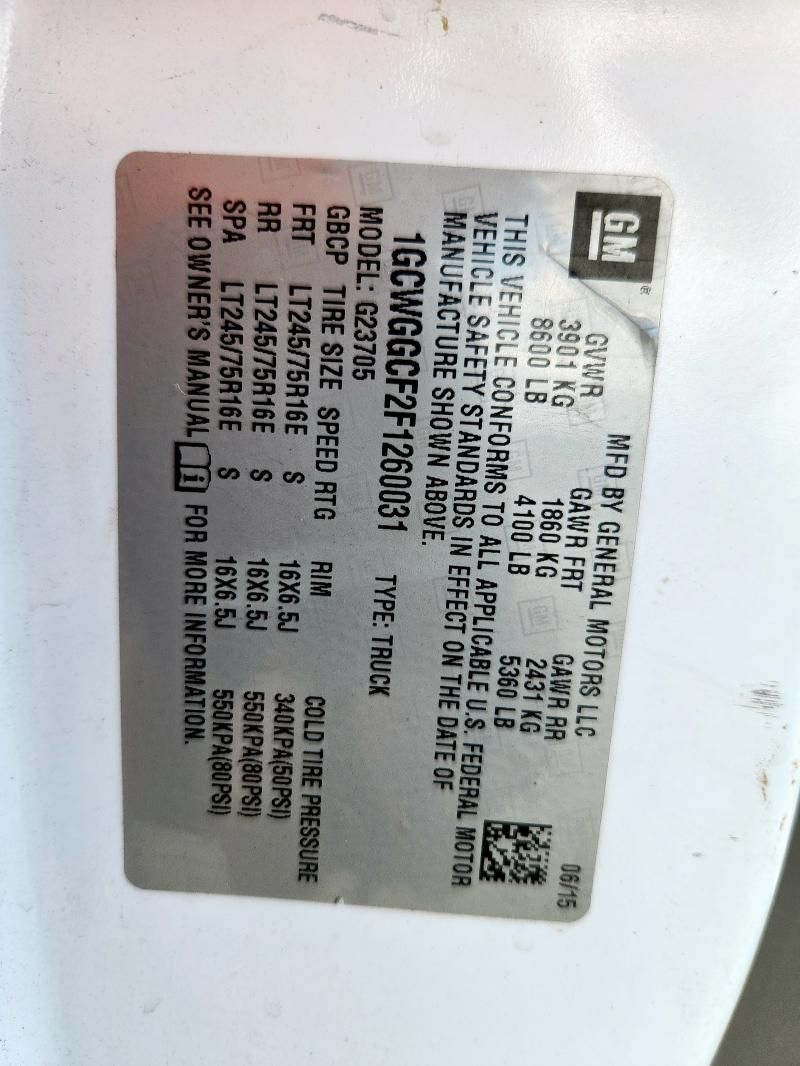 GM®
MFD BY GENERAL MOTORS LLC
06/15
GVWR GAWR FRT GAWR RR
3901 KG 1860 KG 2431 KG
8600 LB 4100 LB 5360 LB
THIS VEHICLE CONFORMS TO ALL APPLICABLE U.S. FEDERAL MOTOR
VEHICLE SAFETY STANDARDS IN EFFECT ON THE DATE OF
MANUFACTURE SHOWN ABOVE.
1GCWGGCF2F1260031 TYPE: TRUCK
MODEL: G23705
GBCP TIRE SIZE SPEED RTG RIM COLD TIRE PRESSURE
FRT LT245/75R16E S 16X6.5J 340KPA(50PSI)
RR LT245/75R16E S 16X6.5J 550KPA(80PSI)
SPA LT245/75R16E S 16X6.5J 550KPA(80PSI)
SEE OWNER'S MANUAL i FOR MORE INFORMATION.